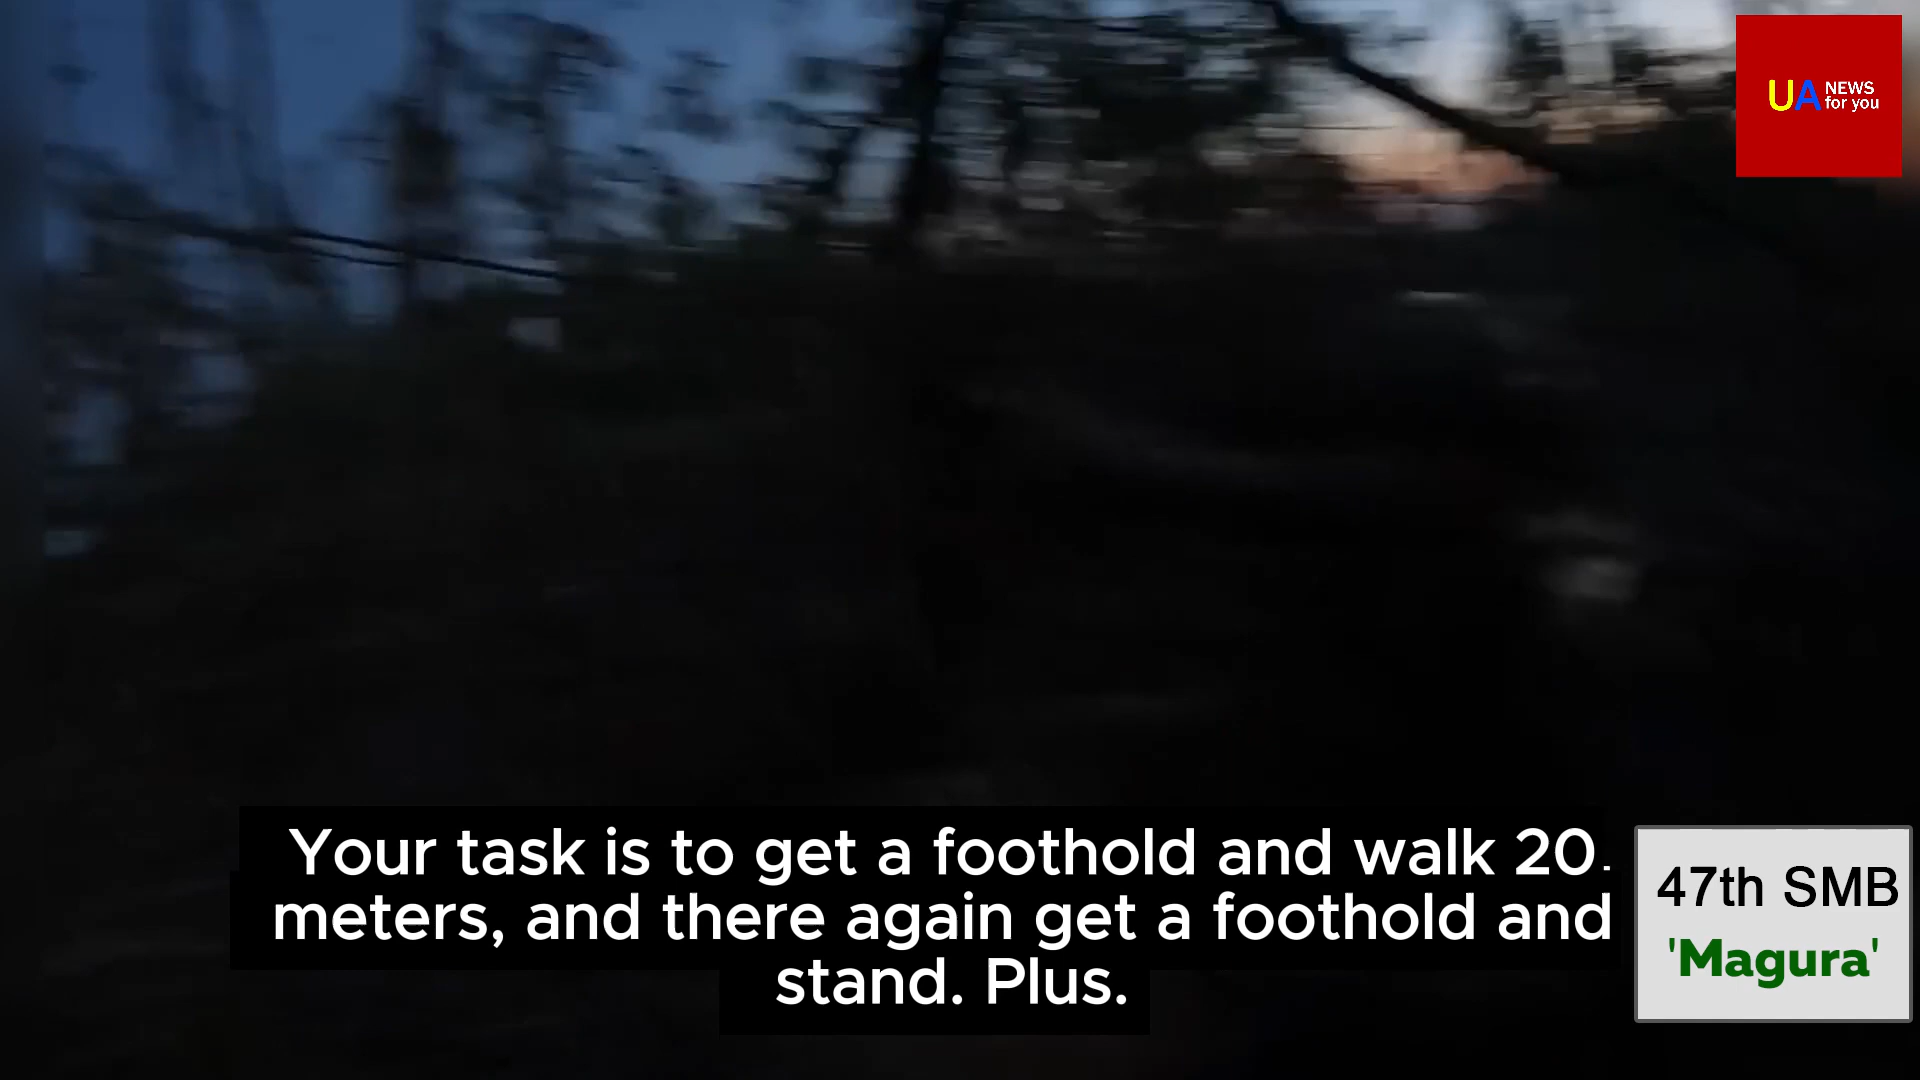 UA NEWS
for you
Your task is to get a foothold and walk 20
meters, and there again get a foothold and
stand. Plus.
47th SMB
'Magura'